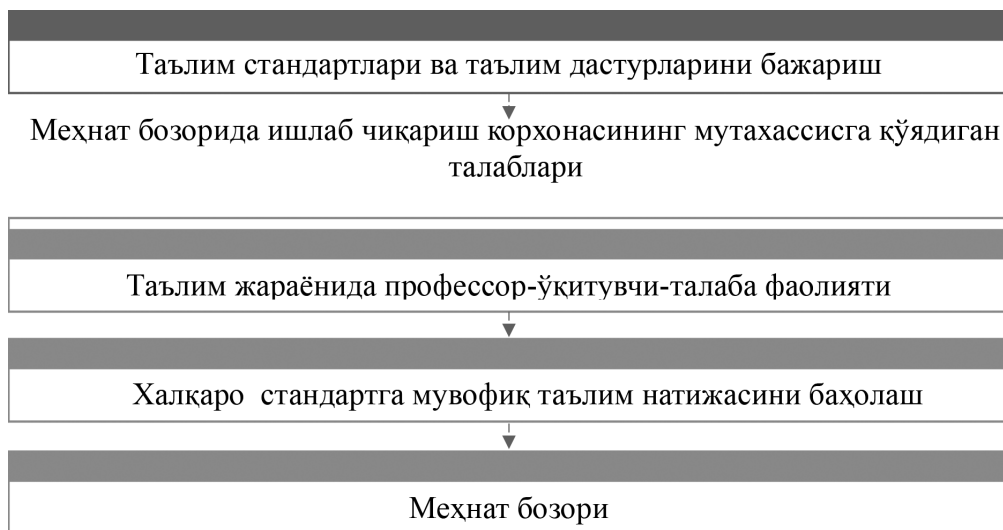 Таълим стандартлари ва таълим дастурларини бажариш
Меҳнат бозорида ишлаб чиқариш корхонасининг мутахассисга қўядиган
талаблари
Таълим жараёнида профессор-ўқитувчи-талаба фаолияти
Халқаро стандартга мувофиқ таълим натижасини баҳолаш
Меҳнат бозори